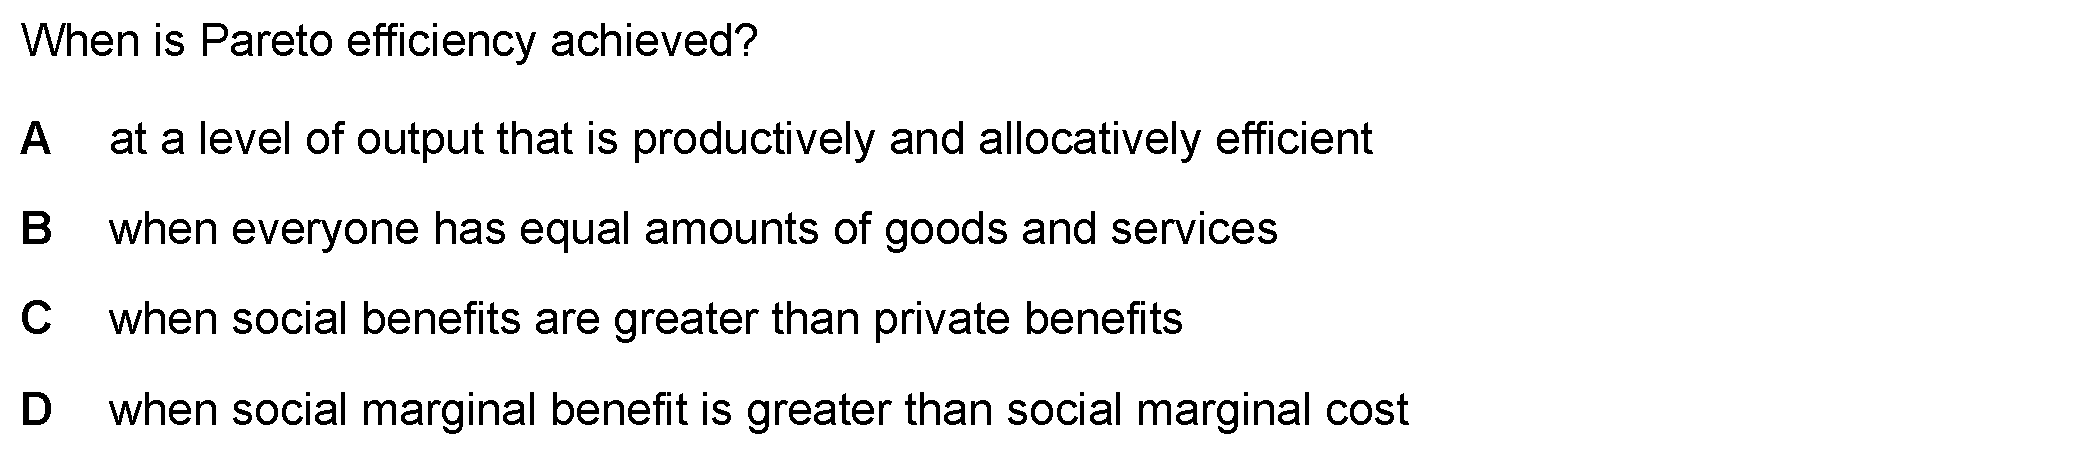 When is Pareto efficiency achieved?
A at a level of output that is productively and allocatively efficient
B when everyone has equal amounts of goods and services
C when social benefits are greater than private benefits
D when social marginal benefit is greater than social marginal cost